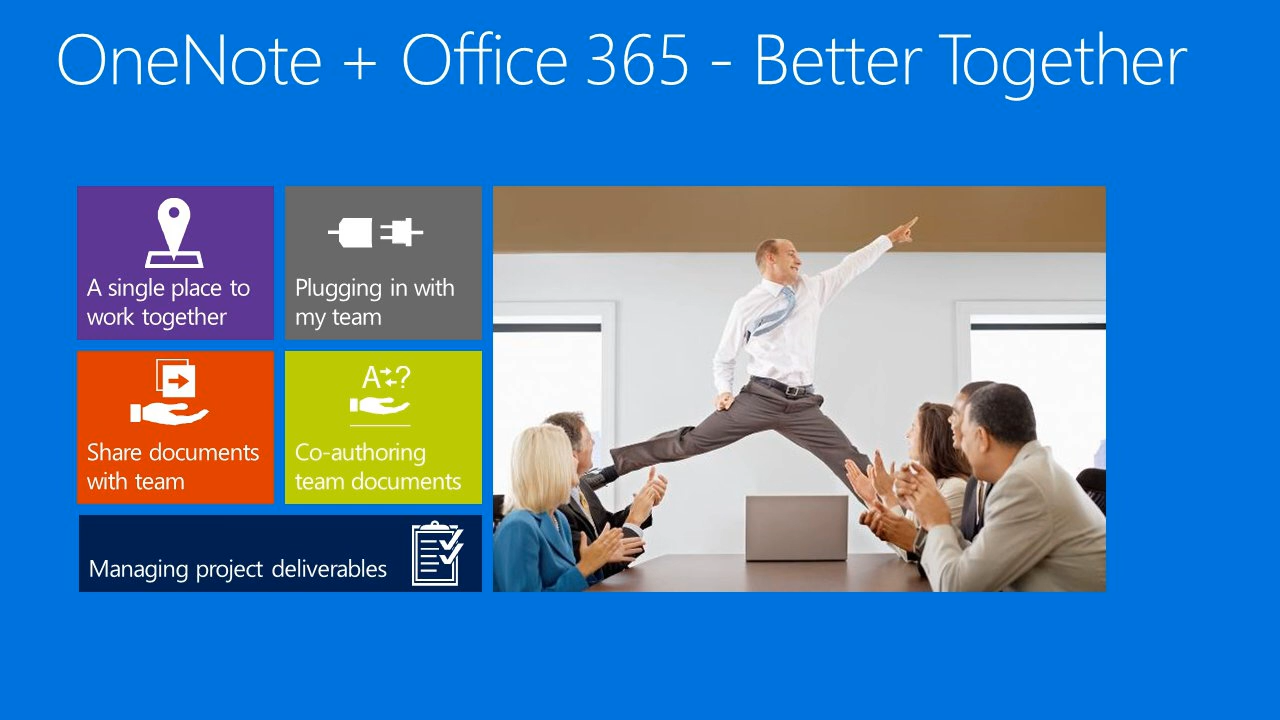 OneNote + Office 365 - Better Together
A single place to
work together
Plugging in with
my team
Share documents
with team
A ?
Co-authoring
team documents
Managing project deliverables